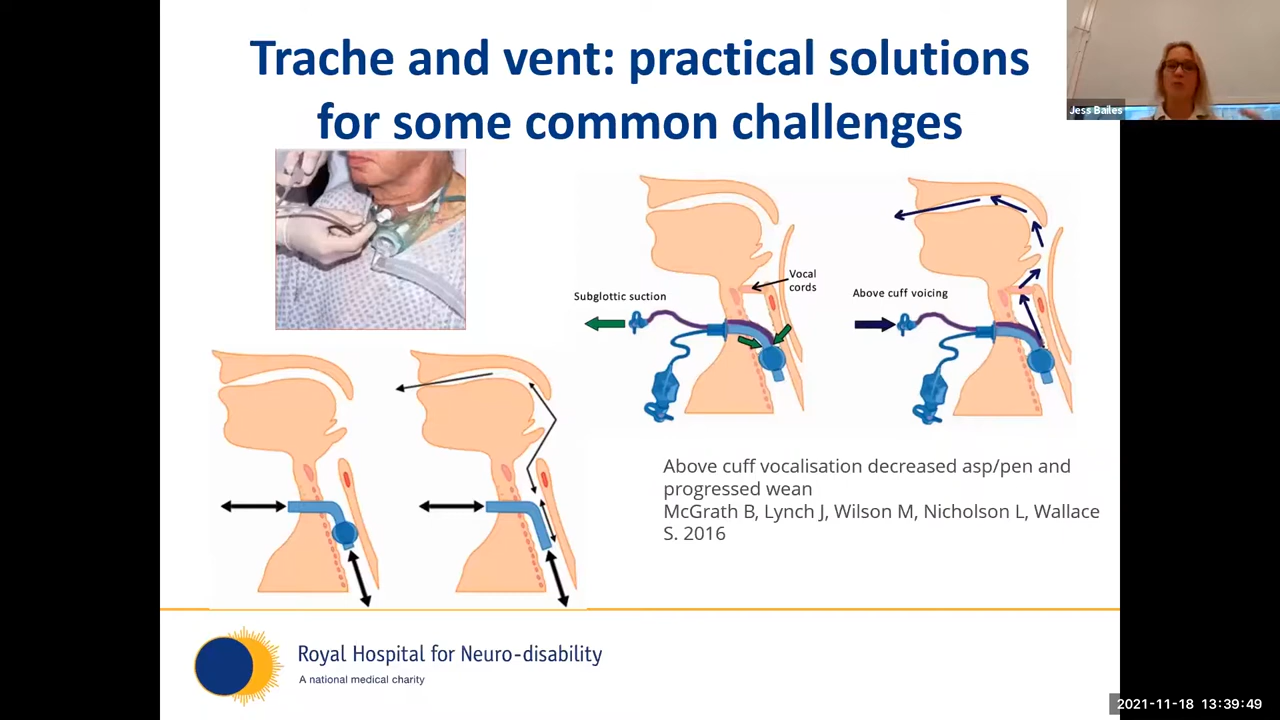 Trache and vent: practical solutions
for some common challenges
Jess Bailes
Vocal
cords
Subglottic suction
Above cuff voicing
Above cuff vocalisation decreased asp/pen and
progressed wean
McGrath B, Lynch J, Wilson M, Nicholson L, Wallace
S. 2016
Royal Hospital for Neuro-disability
A national medical charity
2021-11-18 13:39:49